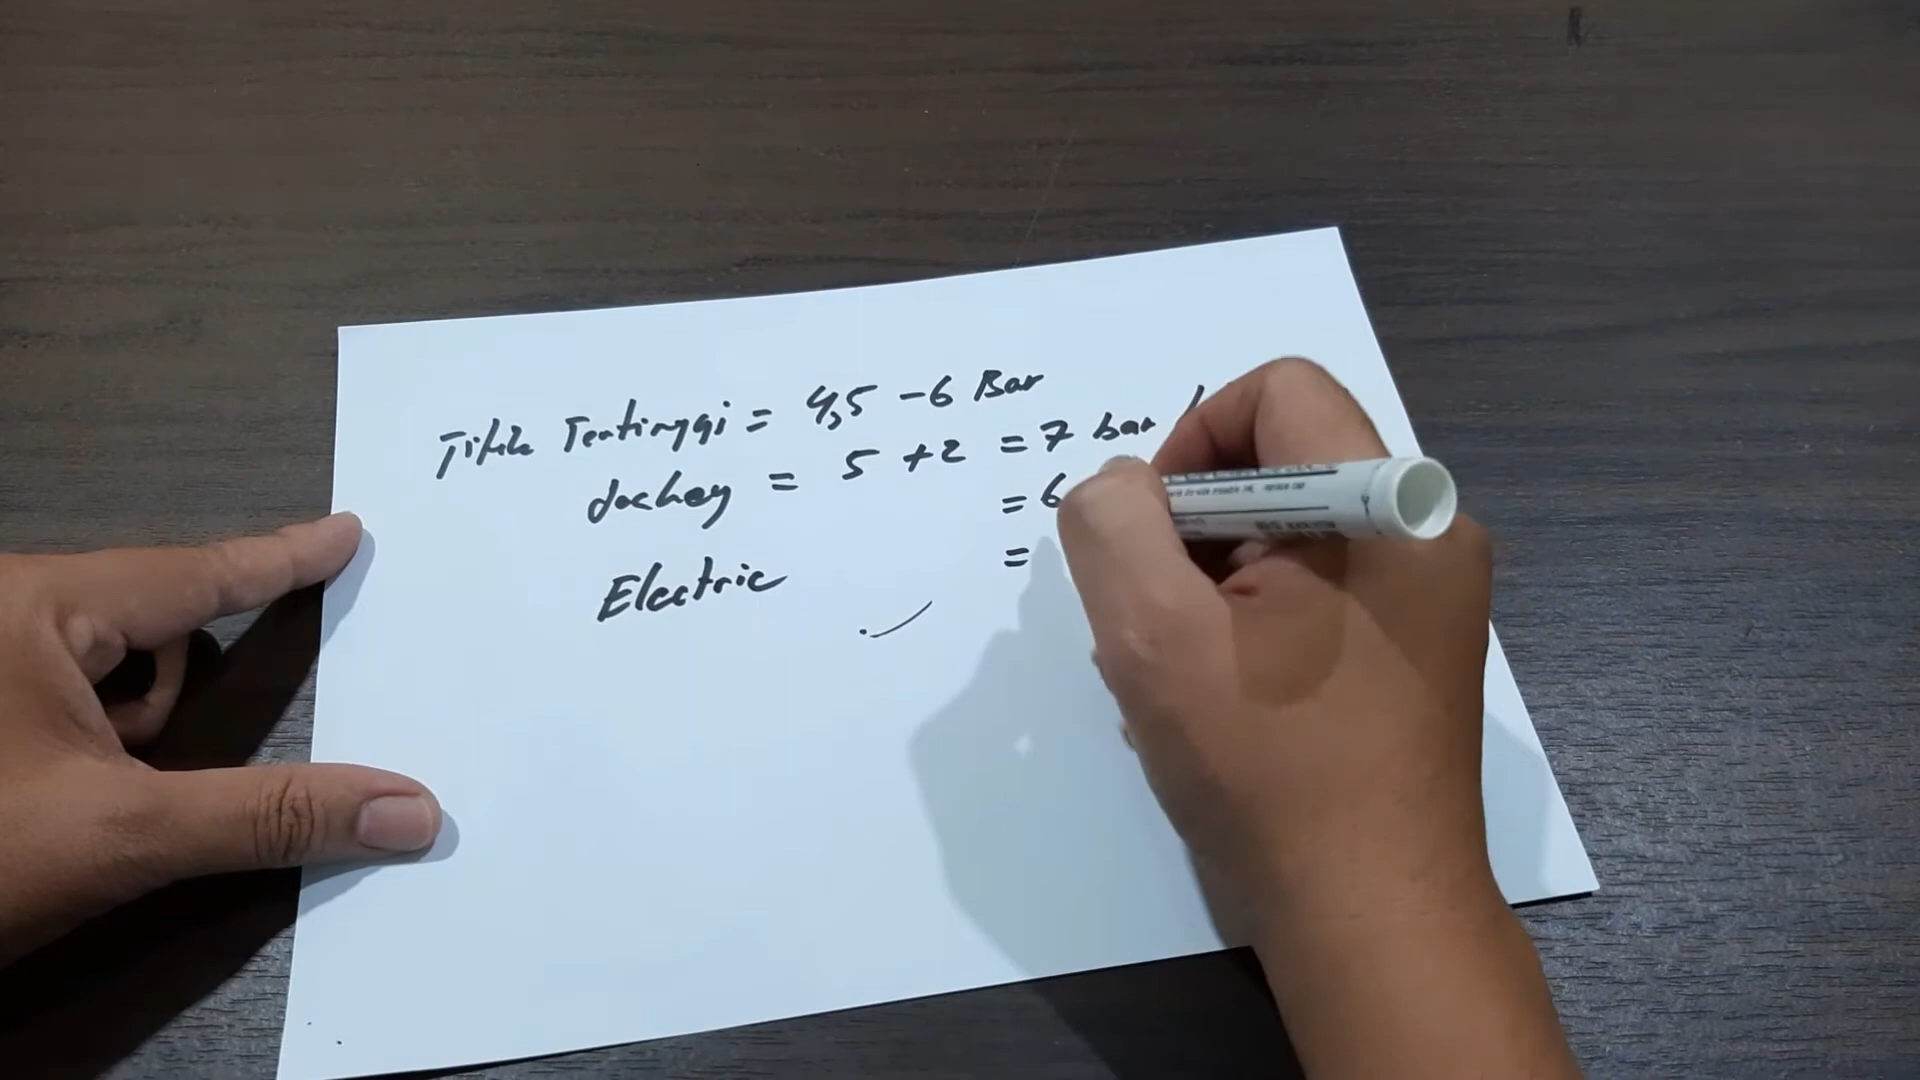 Titik Tertinggi = 4,5 - 6 Bar
Jockey = 5 + 2 = 7 bar
= 6
Electric =